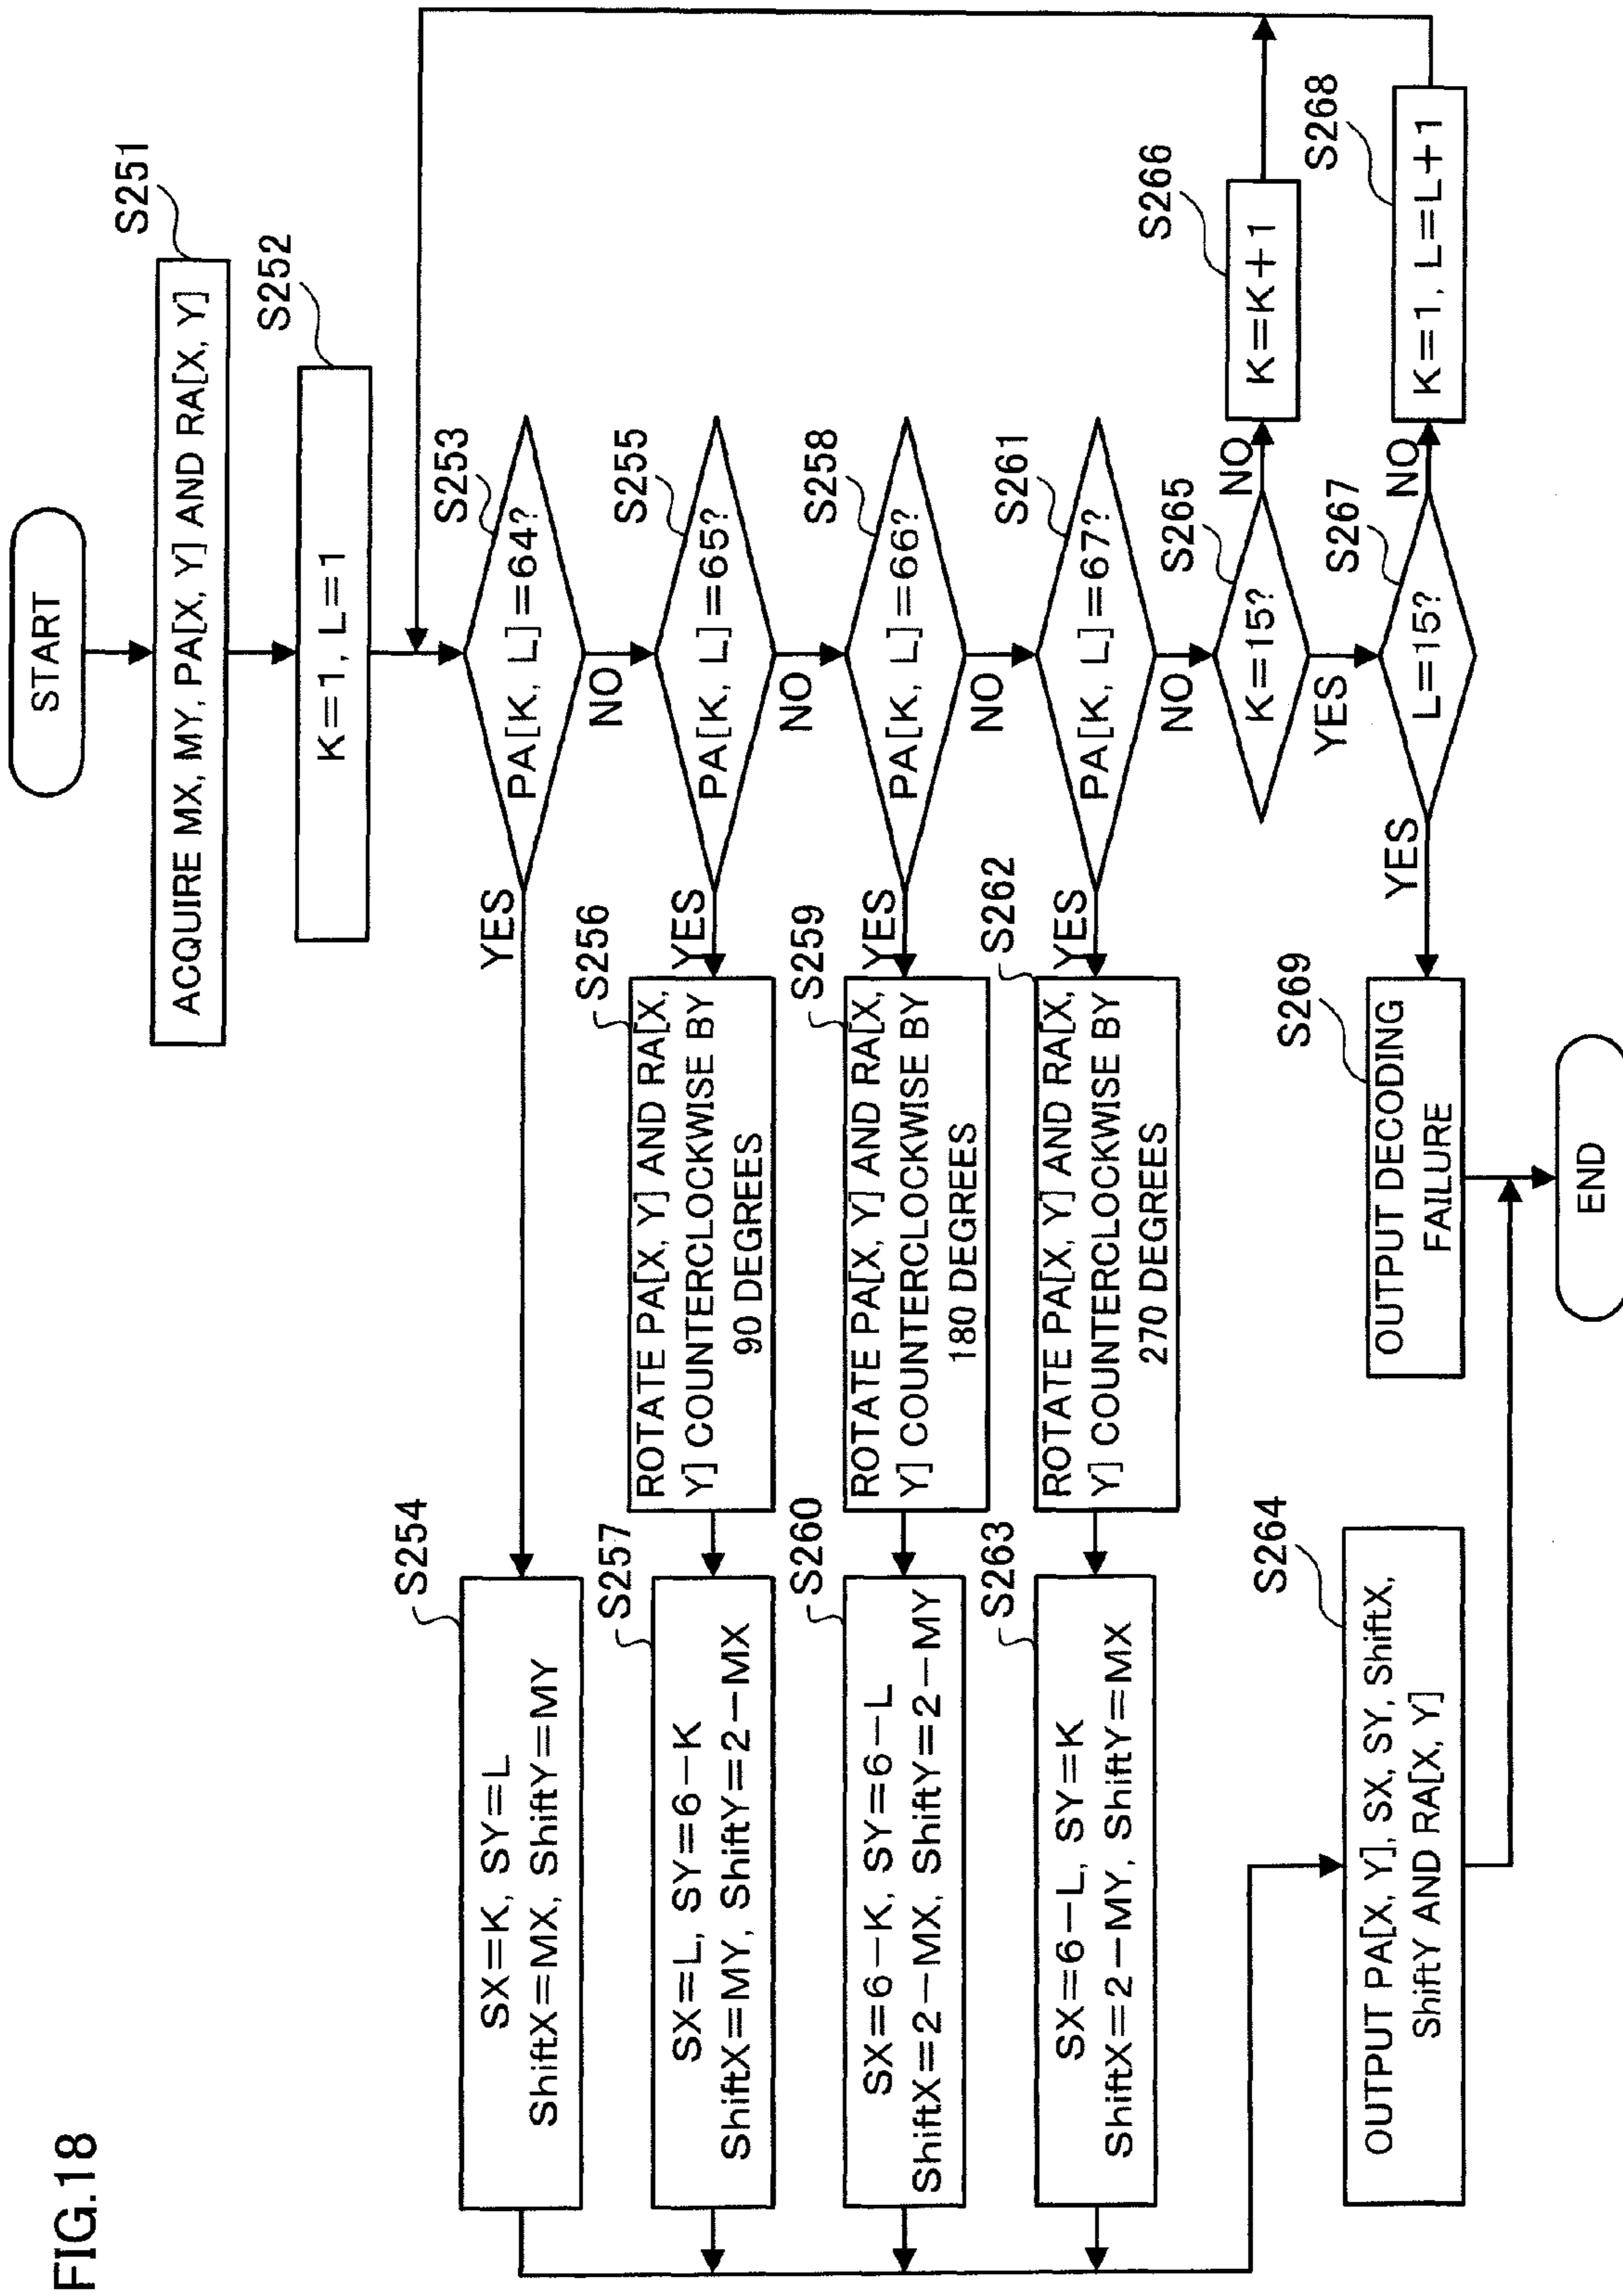 FIG.18
START
S251
ACQUIRE MX, MY, PA[X, Y] AND RA[X, Y]
S252
K=1, L=1
S253
PA[K, L]=64?
YES
NO
S254
SX=K, SY=L
ShiftX=MX, ShiftY=MY
S255
PA[K, L]=65?
YES
NO
S256
ROTATE PA[X, Y] AND RA[X,
Y] COUNTERCLOCKWISE BY
90 DEGREES
S257
SX=L, SY=6-K
ShiftX=MY, ShiftY=2-MX
S258
PA[K, L]=66?
YES
NO
S259
ROTATE PA[X, Y] AND RA[X,
Y] COUNTERCLOCKWISE BY
180 DEGREES
S260
SX=6-K, SY=6-L
ShiftX=2-MX, ShiftY=2-MY
S261
PA[K, L]=67?
YES
NO
S262
ROTATE PA[X, Y] AND RA[X,
Y] COUNTERCLOCKWISE BY
270 DEGREES
S263
SX=6-L, SY=K
ShiftX=2-MY, ShiftY=MX
S264
OUTPUT PA[X, Y], SX, SY, ShiftX,
ShiftY AND RA[X, Y]
S265
K=15?
NO
YES
S266
K=K+1
S267
L=15?
NO
YES
S268
K=1, L=L+1
S269
OUTPUT DECODING
FAILURE
END